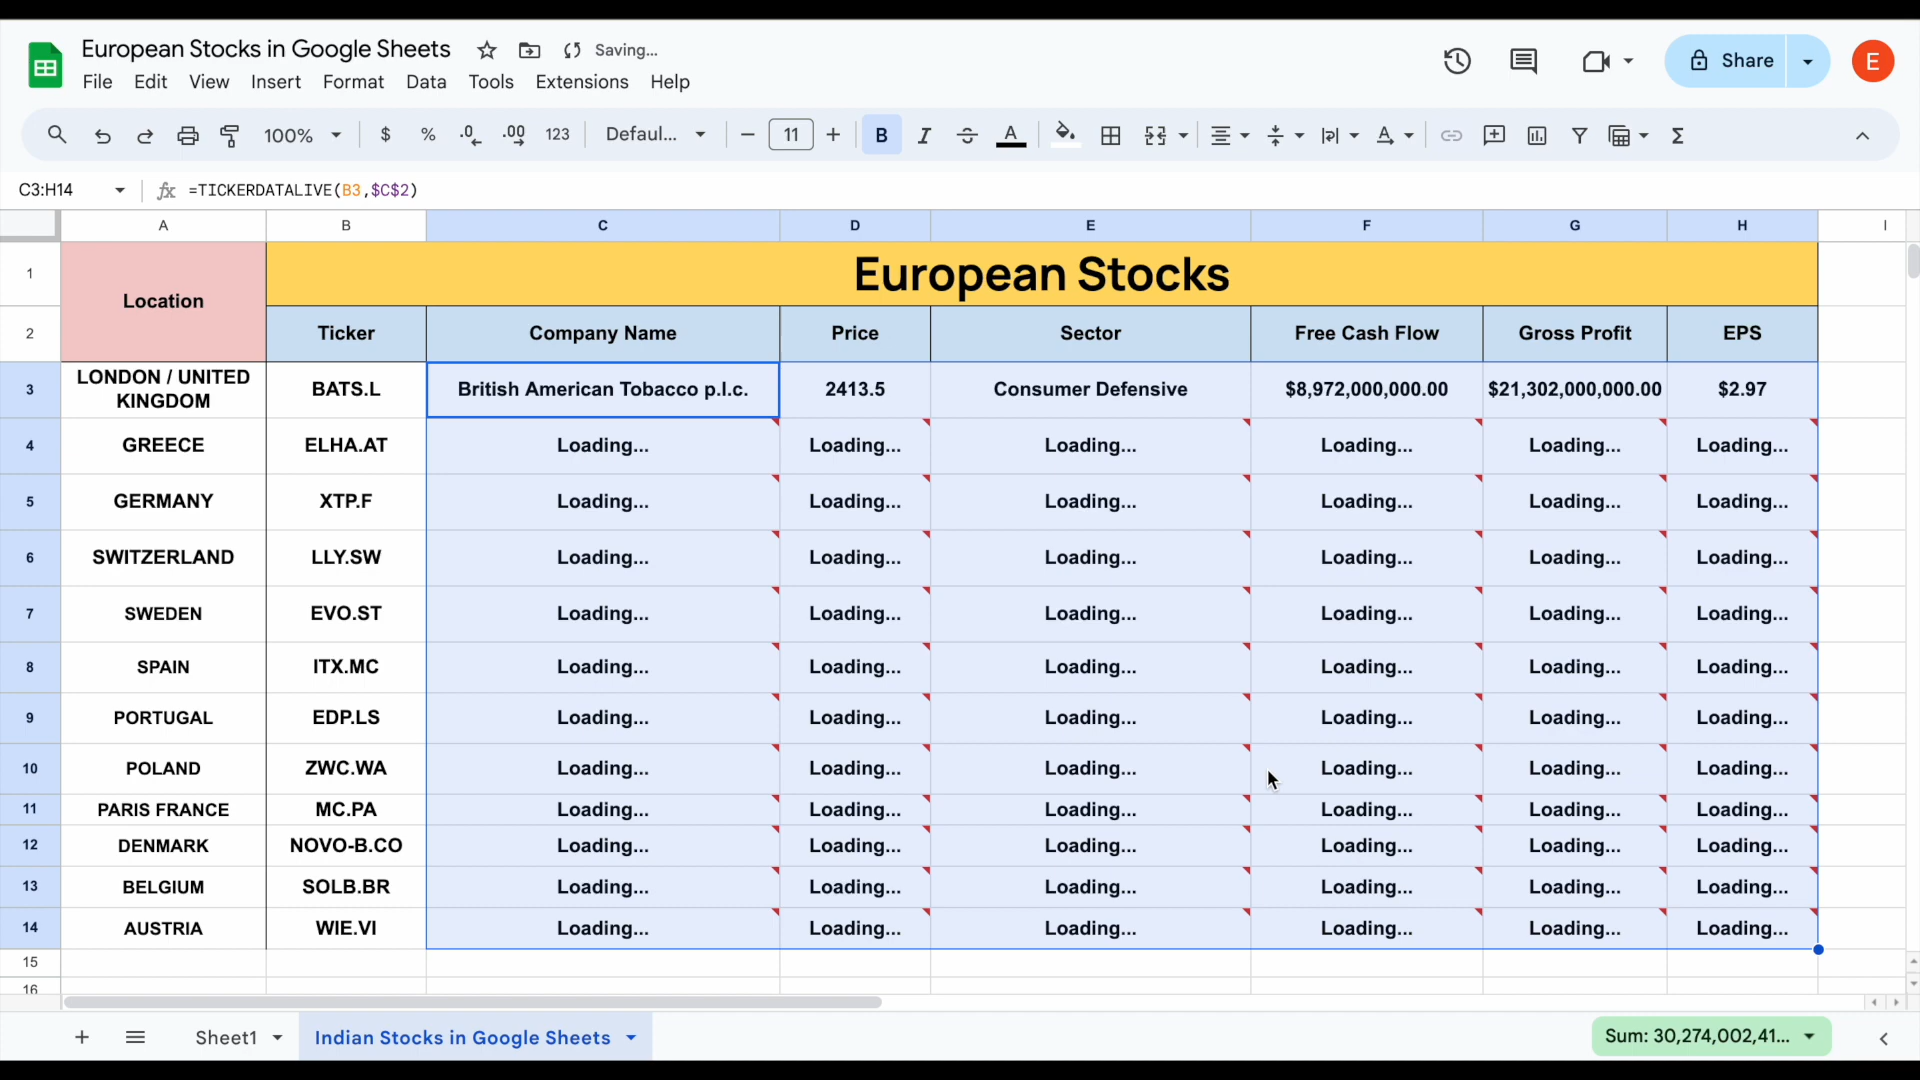 European Stocks in Google Sheets Saving...
File Edit View Insert Format Data Tools Extensions Help
Share
E
100% $ % .0 .00 123 Defaul... 11 B I A A Σ
C3:H14 fx =TICKERDATALIVE(B3,$C$2)
A B C D E F G H I
1 Location European Stocks
2 Ticker Company Name Price Sector Free Cash Flow Gross Profit EPS
3 LONDON / UNITED KINGDOM BATS.L British American Tobacco p.l.c. 2413.5 Consumer Defensive $8,972,000,000.00 $21,302,000,000.00 $2.97
4 GREECE ELHA.AT Loading... Loading... Loading... Loading... Loading... Loading...
5 GERMANY XTP.F Loading... Loading... Loading... Loading... Loading... Loading...
6 SWITZERLAND LLY.SW Loading... Loading... Loading... Loading... Loading... Loading...
7 SWEDEN EVO.ST Loading... Loading... Loading... Loading... Loading... Loading...
8 SPAIN ITX.MC Loading... Loading... Loading... Loading... Loading... Loading...
9 PORTUGAL EDP.LS Loading... Loading... Loading... Loading... Loading... Loading...
10 POLAND ZWC.WA Loading... Loading... Loading... Loading... Loading... Loading...
11 PARIS FRANCE MC.PA Loading... Loading... Loading... Loading... Loading... Loading...
12 DENMARK NOVO-B.CO Loading... Loading... Loading... Loading... Loading... Loading...
13 BELGIUM SOLB.BR Loading... Loading... Loading... Loading... Loading... Loading...
14 AUSTRIA WIE.VI Loading... Loading... Loading... Loading... Loading... Loading...
15
16
Sheet1 Indian Stocks in Google Sheets Sum: 30,274,002,41...